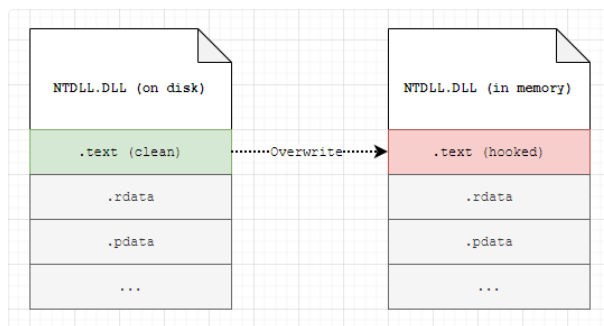 NTDLL.DLL (on disk)
NTDLL.DLL (in memory)
.text (clean)
Overwrite
.text (hooked)
.rdata
.rdata
.pdata
.pdata
...
...